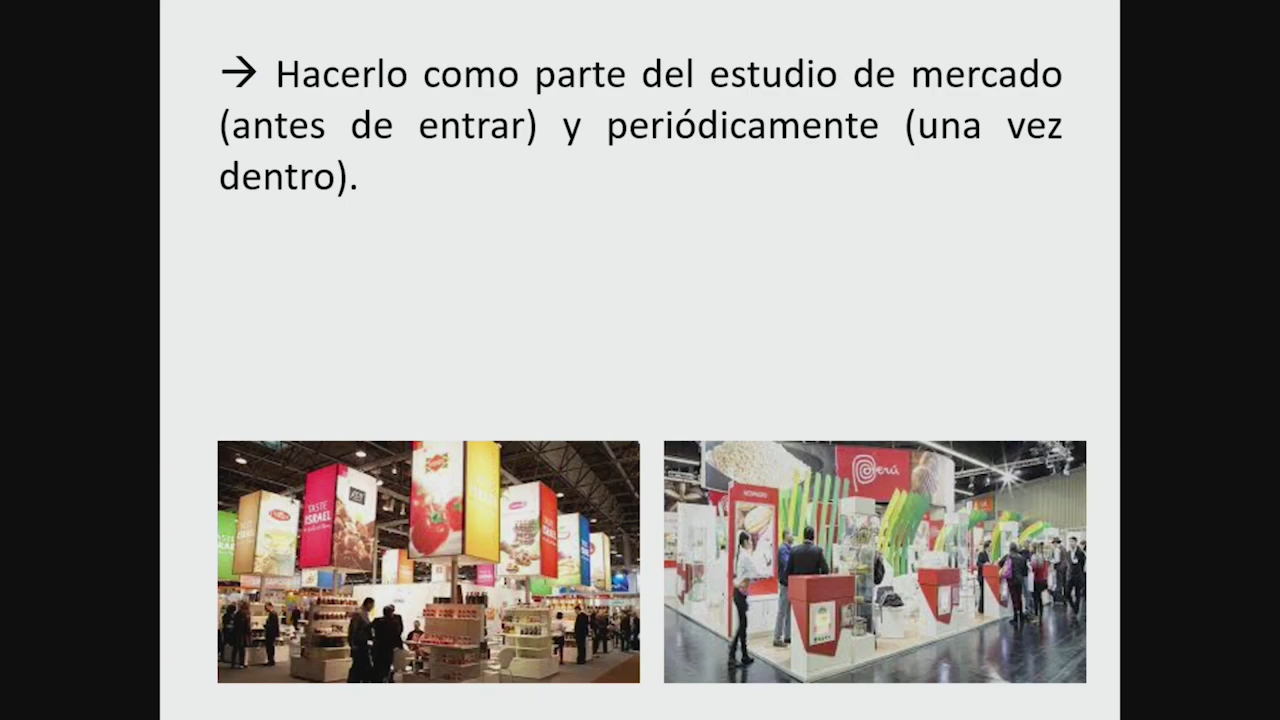 → Hacerlo como parte del estudio de mercado
(antes de entrar) y periódicamente (una vez
dentro).
TASTE
ISRAEL
Perú